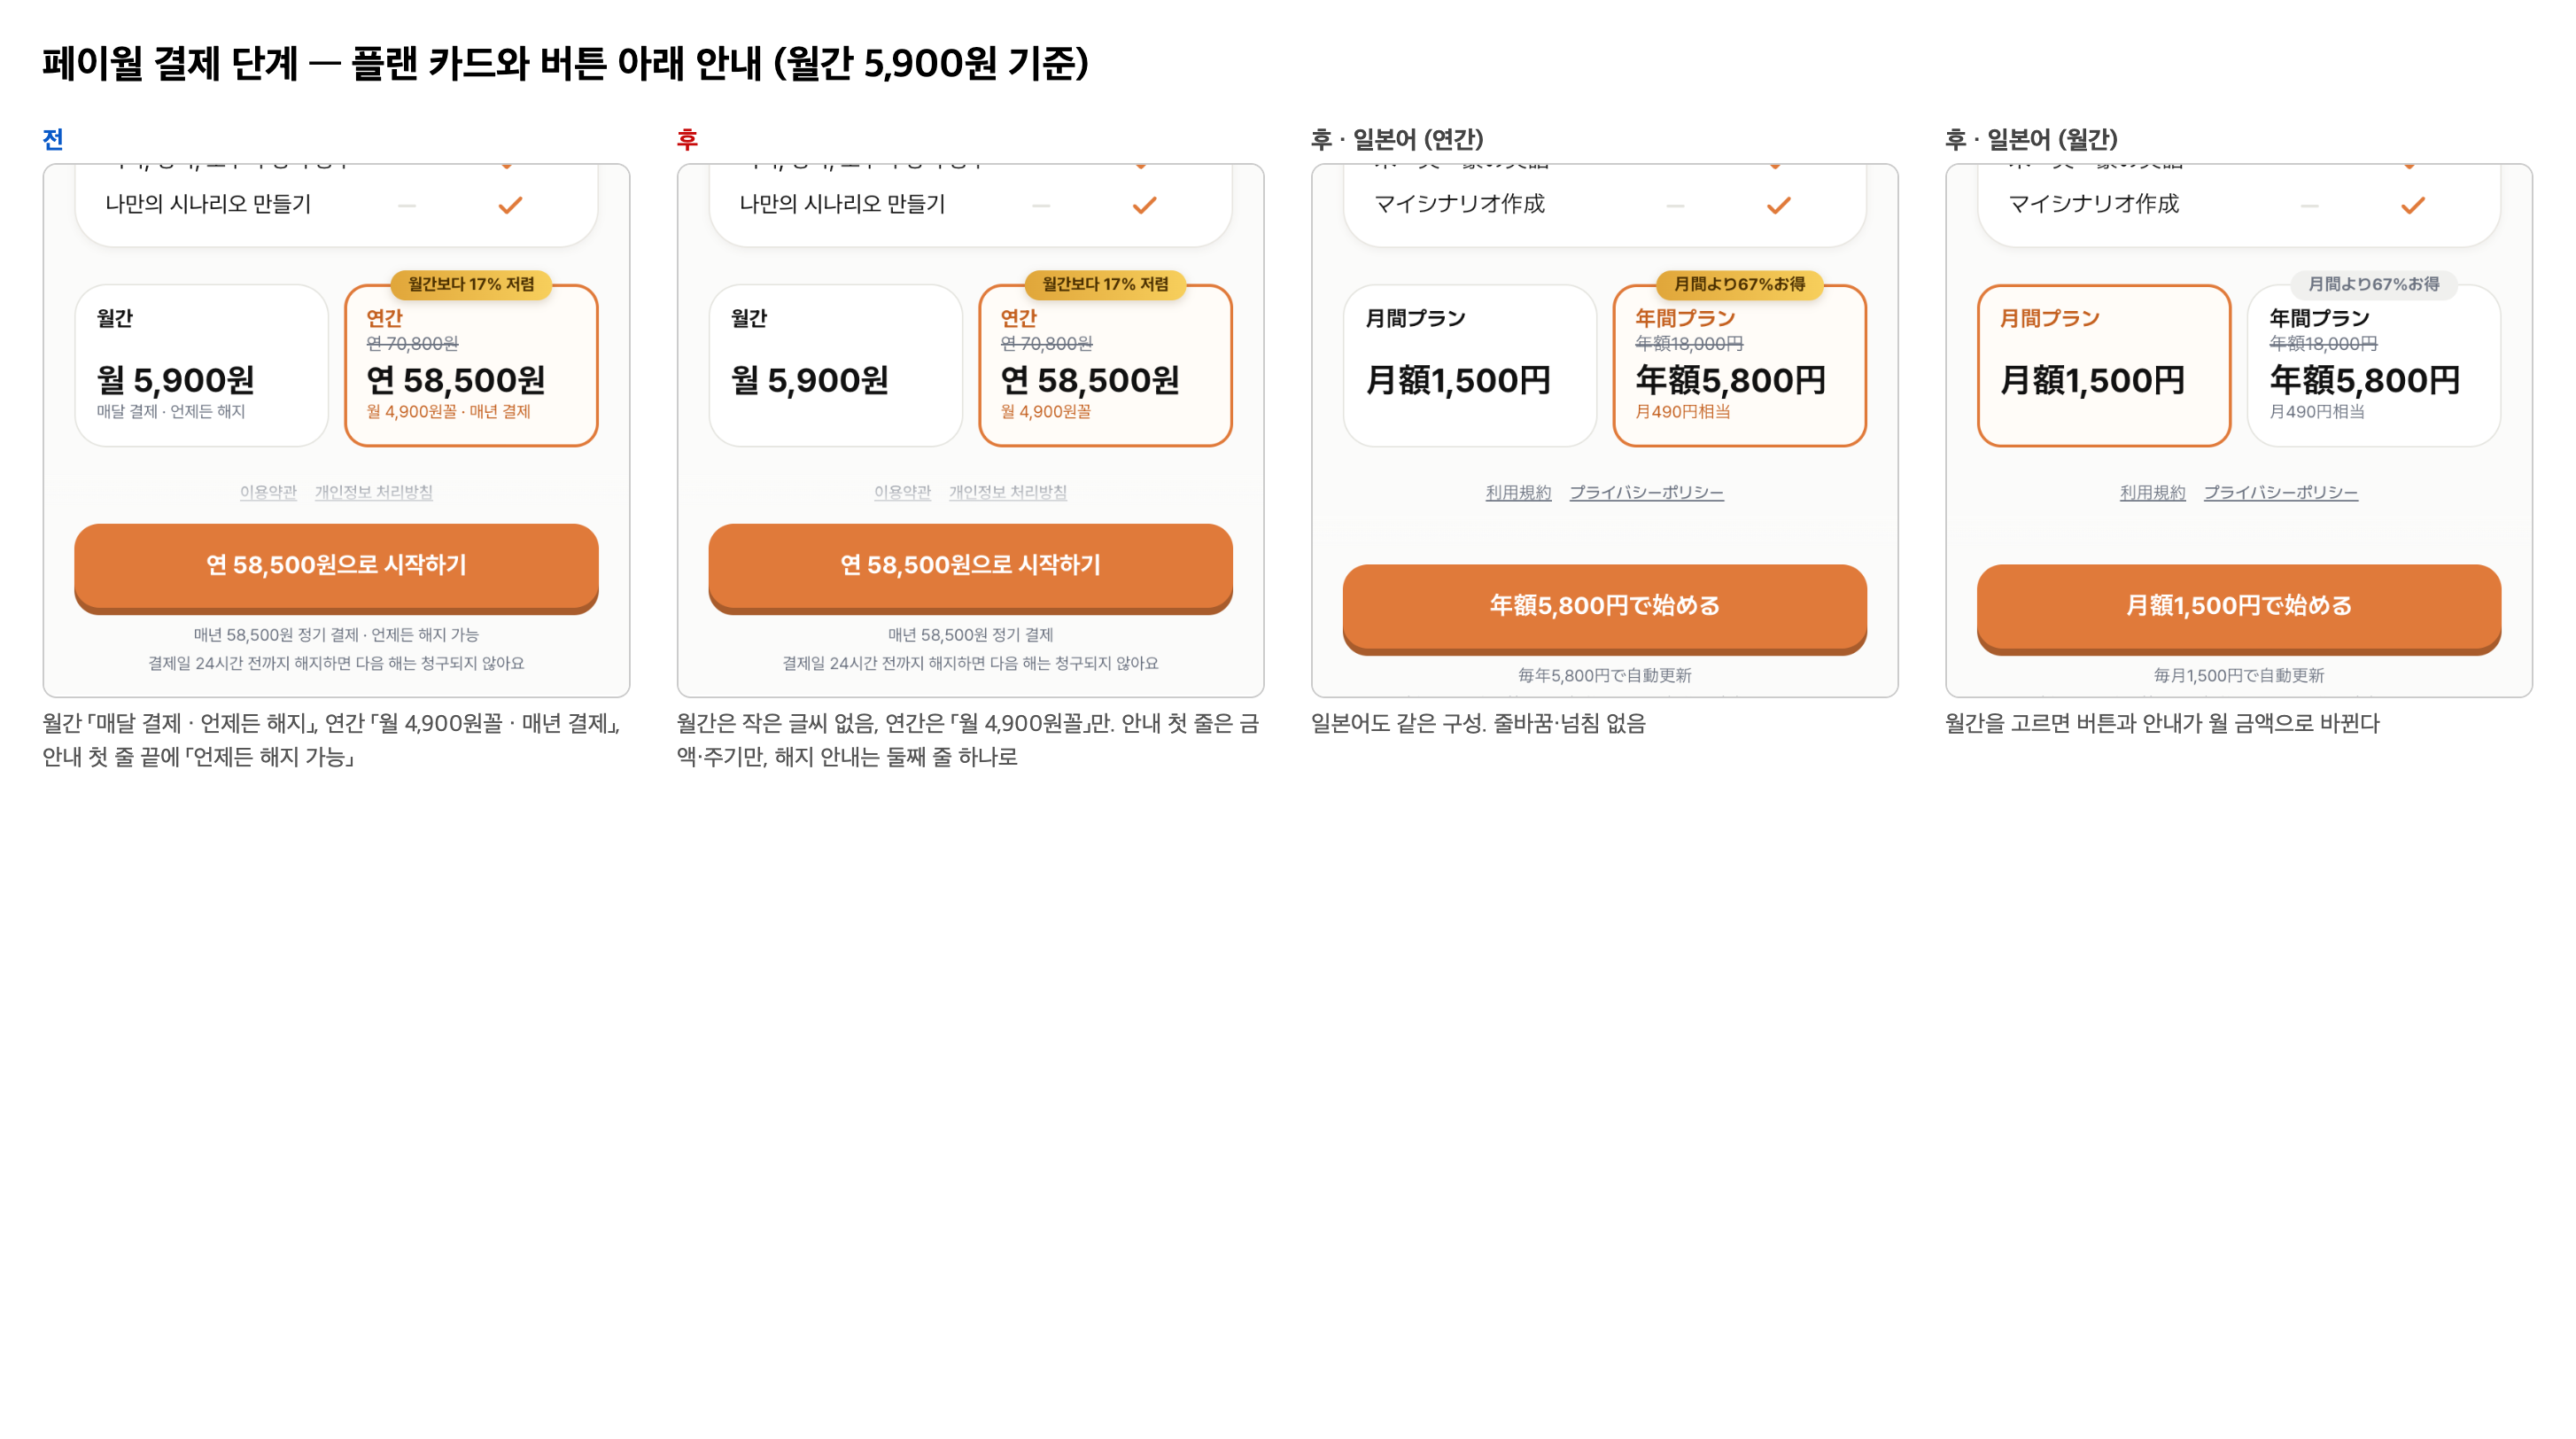 페이월 결제 단계 — 플랜 카드와 버튼 아래 안내 (월간 5,900원 기준)
전
나만의 시나리오 만들기
월간
월 5,900원
매달 결제 · 언제든 해지
월간보다 17% 저렴
연간
연 70,800원
연 58,500원
월 4,900원꼴 · 매년 결제
이용약관 개인정보 처리방침
연 58,500원으로 시작하기
매년 58,500원 정기 결제 · 언제든 해지 가능
결제일 24시간 전까지 해지하면 다음 해는 청구되지 않아요
월간 「매달 결제 · 언제든 해지」, 연간 「월 4,900원꼴 · 매년 결제」,
안내 첫 줄 끝에 「언제든 해지 가능」
후
나만의 시나리오 만들기
월간
월 5,900원
월간보다 17% 저렴
연간
연 70,800원
연 58,500원
월 4,900원꼴
이용약관 개인정보 처리방침
연 58,500원으로 시작하기
매년 58,500원 정기 결제
결제일 24시간 전까지 해지하면 다음 해는 청구되지 않아요
월간은 작은 글씨 없음, 연간은 「월 4,900원꼴」만. 안내 첫 줄은 금
액·주기만, 해지 안내는 둘째 줄 하나로
후 · 일본어 (연간)
マイシナリオ作成
月間プラン
月額1,500円
月間より67%お得
年間プラン
年額18,000円
年額5,800円
月490円相当
利用規約 プライバシーポリシー
年額5,800円で始める
毎年5,800円で自動更新
일본어도 같은 구성. 줄바꿈·넘침 없음
후 · 일본어 (월간)
マイシナリオ作成
月間プラン
月額1,500円
月間より67%お得
年間プラン
年額18,000円
年額5,800円
月490円相当
利用規約 プライバシーポリシー
月額1,500円で始める
毎月1,500円で自動更新
월간을 고르면 버튼과 안내가 월 금액으로 바뀐다